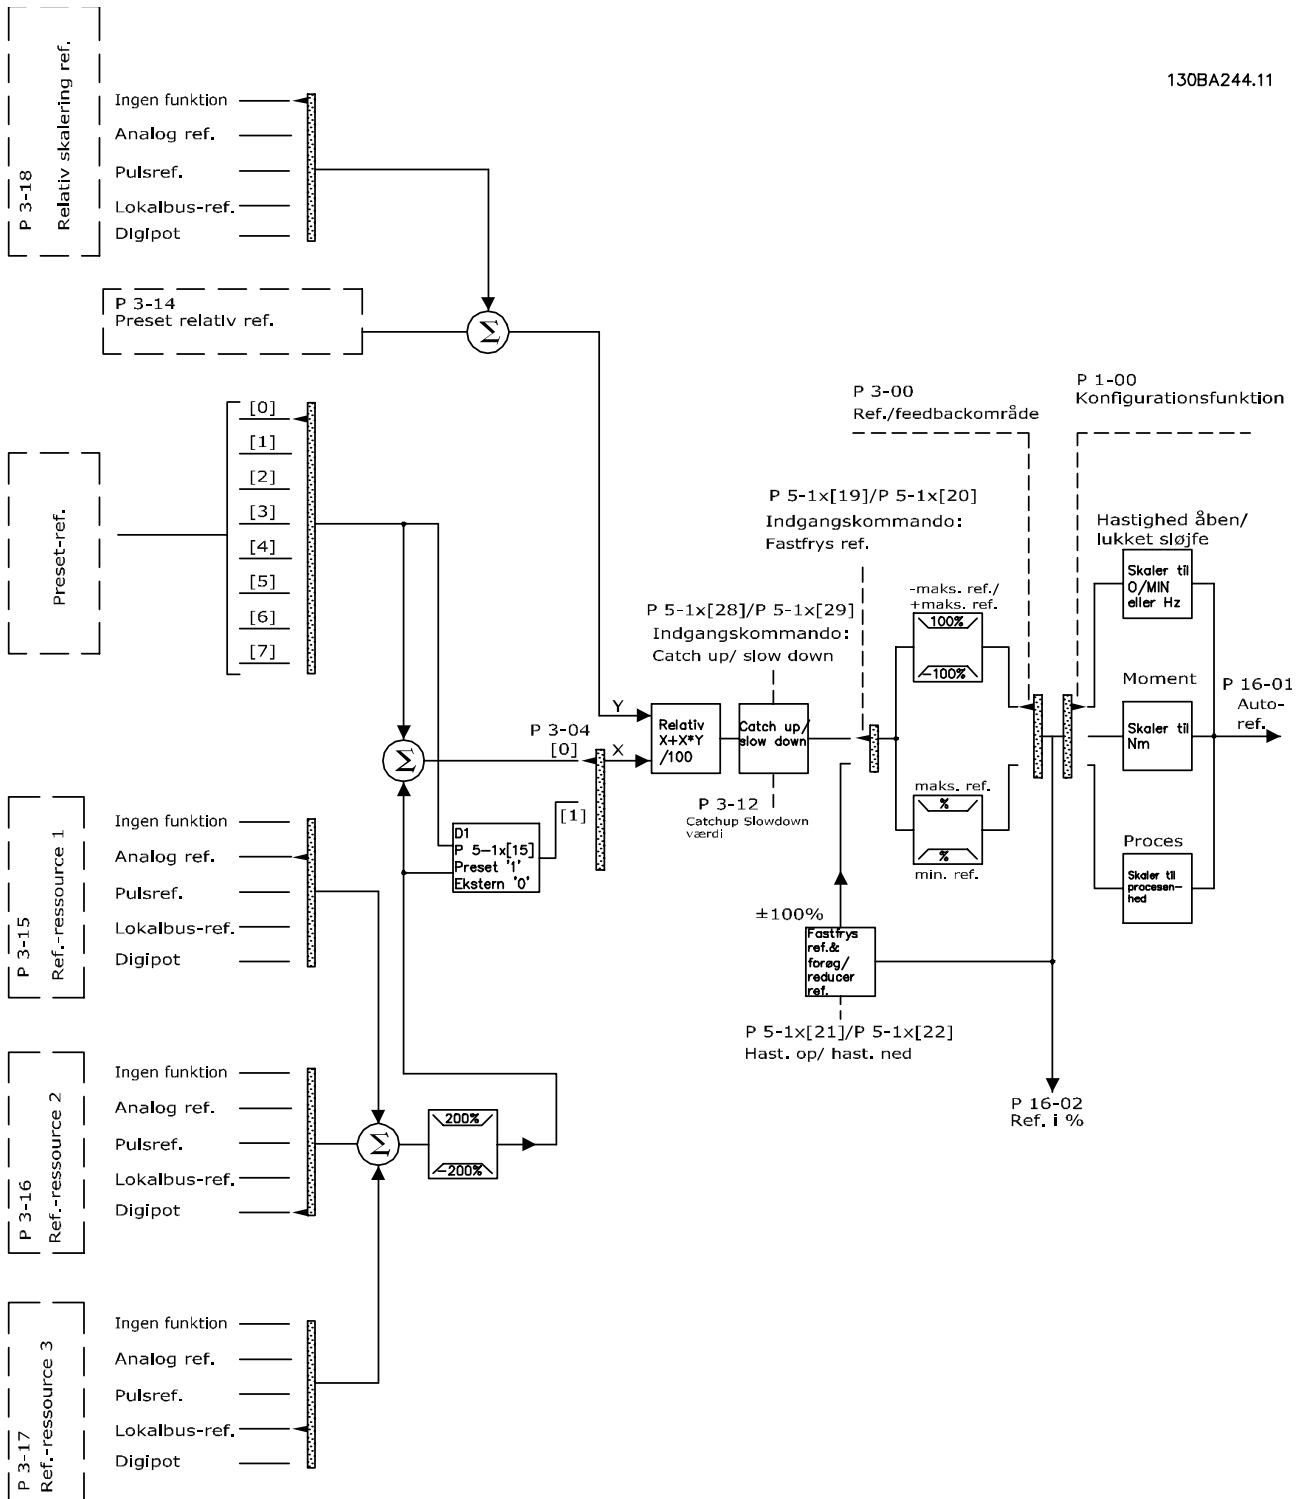 130BA244.11
P 3-18
Relativ skalering ref.
Ingen funktion
Analog ref.
Pulsref.
Lokalbus-ref.
Digipot
P 3-14
Preset relativ ref.
Σ
Preset-ref.
[0]
[1]
[2]
[3]
[4]
[5]
[6]
[7]
P 3-00
Ref./feedbackområde
P 1-00
Konfigurationsfunktion
P 5-1x[19]/P 5-1x[20]
Indgangskommando:
Fastfrys ref.
Hastighed åben/
lukket sløjfe
Skaler til
O/MIN
eller Hz
-maks. ref./
+maks. ref.
100%
-100%
P 5-1x[28]/P 5-1x[29]
Indgangskommando:
Catch up/ slow down
Moment
Skaler til
Nm
P 16-01
Auto-
ref.
Y
X
Relativ
X+X*Y
/100
Catch up/
slow down
P 3-04
[0]
[1]
Σ
P 3-12
Catchup Slowdown
værdi
maks. ref.
%
%
min. ref.
Proces
Skaler til
procesen-
hed
D1
P 5-1x[15]
Preset '1'
Ekstern '0'
±100%
Fastfrys
ref.&
forøg/
reducer
ref.
P 5-1x[21]/P 5-1x[22]
Hast. op/ hast. ned
P 16-02
Ref. i %
P 3-15
Ref.-ressource 1
Ingen funktion
Analog ref.
Pulsref.
Lokalbus-ref.
Digipot
P 3-16
Ref.-ressource 2
Ingen funktion
Analog ref.
Pulsref.
Lokalbus-ref.
Digipot
Σ
200%
-200%
P 3-17
Ref.-ressource 3
Ingen funktion
Analog ref.
Pulsref.
Lokalbus-ref.
Digipot